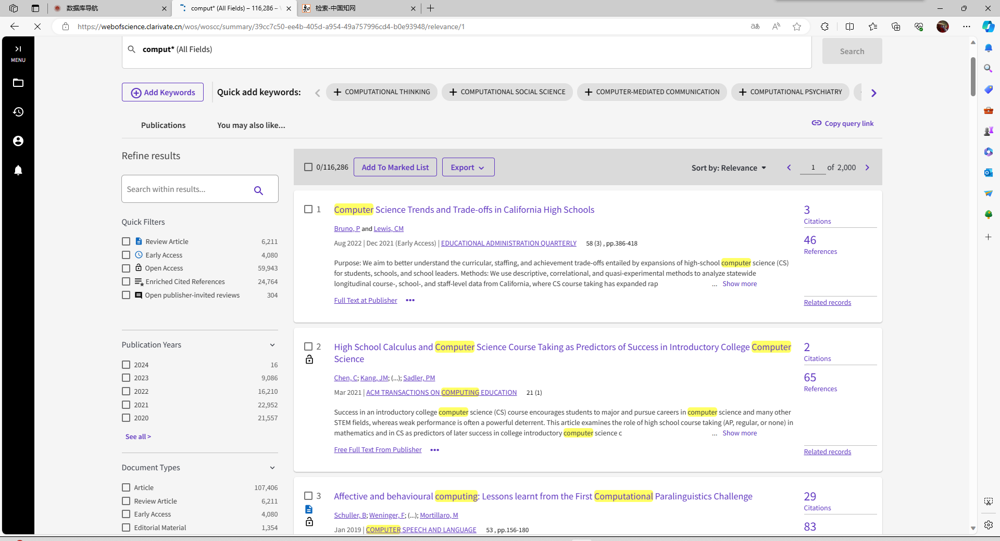 数据库导航
comput* (All Fields) – 116,286 –
检索-中国知网
https://webofscience.clarivate.cn/wos/woscc/summary/39cc7c50-ee4b-405d-a954-49a757996cd4-b0e93948/relevance/1
MENU
comput* (All Fields)
Search
Add Keywords
Quick add keywords:
COMPUTATIONAL THINKING
COMPUTATIONAL SOCIAL SCIENCE
COMPUTER-MEDIATED COMMUNICATION
COMPUTATIONAL PSYCHIATRY
Publications
You may also like...
Copy query link
Refine results
Search within results...
Quick Filters
Review Article 6,211
Early Access 4,080
Open Access 59,943
Enriched Cited References 24,764
Open publisher-invited reviews 304
Publication Years
2024 16
2023 9,086
2022 16,210
2021 22,952
2020 21,557
See all >
Document Types
Article 107,406
Review Article 6,211
Early Access 4,080
Editorial Material 1,354
0/116,286
Add To Marked List
Export
Sort by: Relevance
1 of 2,000
1
Computer Science Trends and Trade-offs in California High Schools
Bruno, P and Lewis, CM
Aug 2022 | Dec 2021 (Early Access) | EDUCATIONAL ADMINISTRATION QUARTERLY 58 (3) , pp.386-418
Purpose: We aim to better understand the curricular, staffing, and achievement trade-offs entailed by expansions of high-school computer science (CS)
for students, schools, and school leaders. Methods: We use descriptive, correlational, and quasi-experimental methods to analyze statewide
longitudinal course-, school-, and staff-level data from California, where CS course taking has expanded rap ... Show more
Full Text at Publisher
3
Citations
46
References
Related records
2
High School Calculus and Computer Science Course Taking as Predictors of Success in Introductory College Computer
Science
Chen, C; Kang, JM; (...); Sadler, PM
Mar 2021 | ACM TRANSACTIONS ON COMPUTING EDUCATION 21 (1)
Success in an introductory college computer science (CS) course encourages students to major and pursue careers in computer science and many other
STEM fields, whereas weak performance is often a powerful deterrent. This article examines the role of high school course taking (AP, regular, or none) in
mathematics and in CS as predictors of later success in college introductory computer science c ... Show more
Free Full Text From Publisher
2
Citations
65
References
Related records
3
Affective and behavioural computing: Lessons learnt from the First Computational Paralinguistics Challenge
Schuller, B; Weninger, F; (...); Mortillaro, M
Jan 2019 | COMPUTER SPEECH AND LANGUAGE 53 , pp.156-180
29
Citations
83